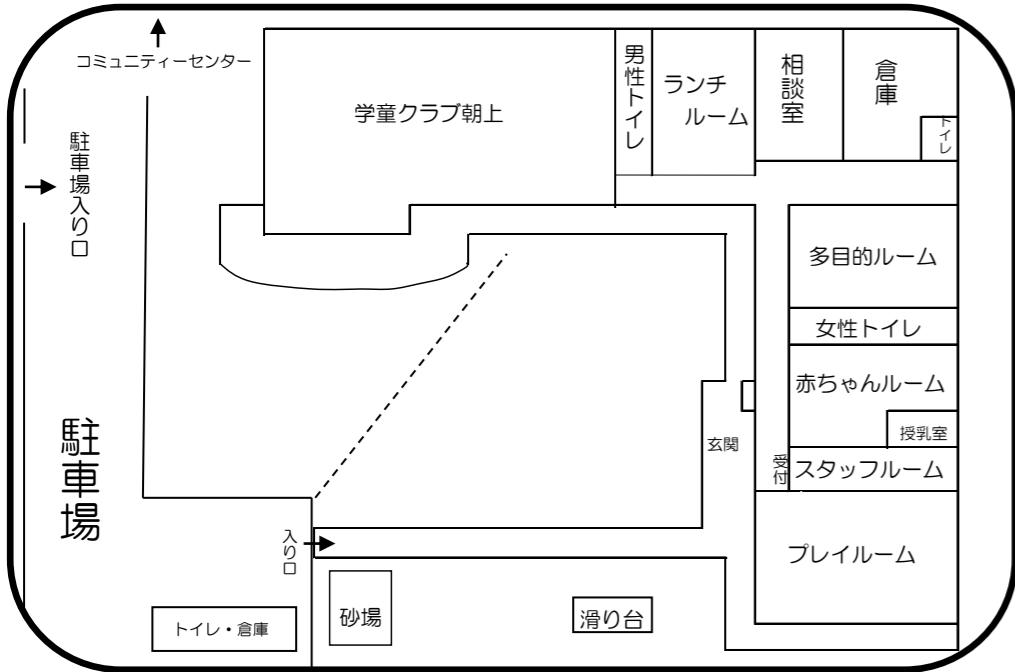 コミュニティーセンター
駐車場入り口
駐車場
学童クラブ朝上
男性トイレ
ランチ
ルーム
相談室
倉庫
トイレ
多目的ルーム
女性トイレ
赤ちゃんルーム
授乳室
玄関
受付
スタッフルーム
プレイルーム
入り口
砂場
滑り台
トイレ・倉庫